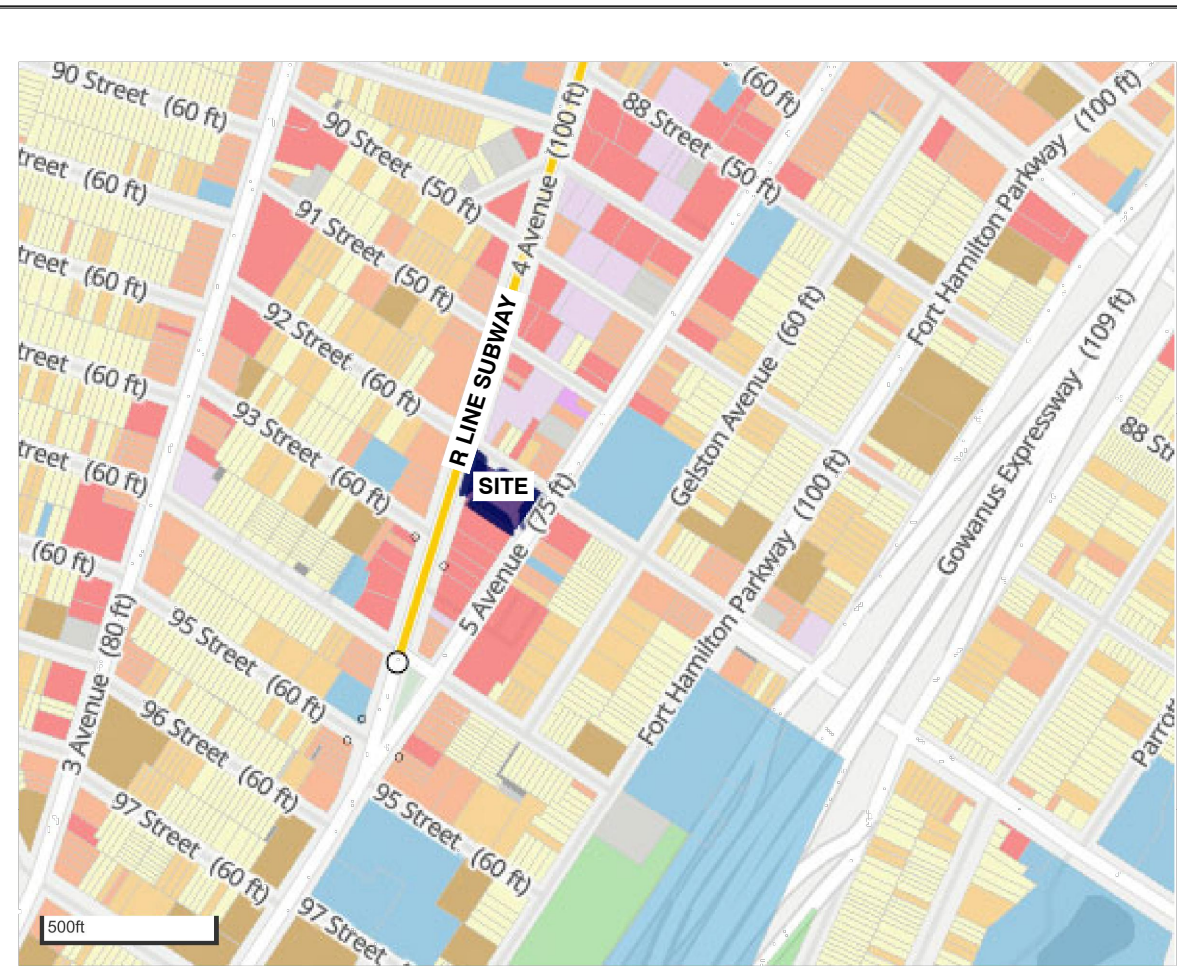 90 Street (60 ft)
(60 ft)
88 Street (50 ft)
(100 ft)
4 Avenue (100 ft)
90 Street (50 ft)
treet (60 ft)
91 Street (50 ft)
Fort Hamilton Parkway (100 ft)
treet (60 ft)
92 Street (60 ft)
R LINE SUBWAY
Gelston Avenue (60 ft)
Gowanus Expressway (109 ft)
treet (60 ft)
93 Street (60 ft)
88 Str
treet (60 ft)
SITE
5 Avenue (75 ft)
Fort Hamilton Parkway (100 ft)
(60 ft)
95 Street (60 ft)
3 Avenue (80 ft)
96 Street (60 ft)
Parrot
97 Street (60 ft)
95 Street (60 ft)
97 Street
500ft